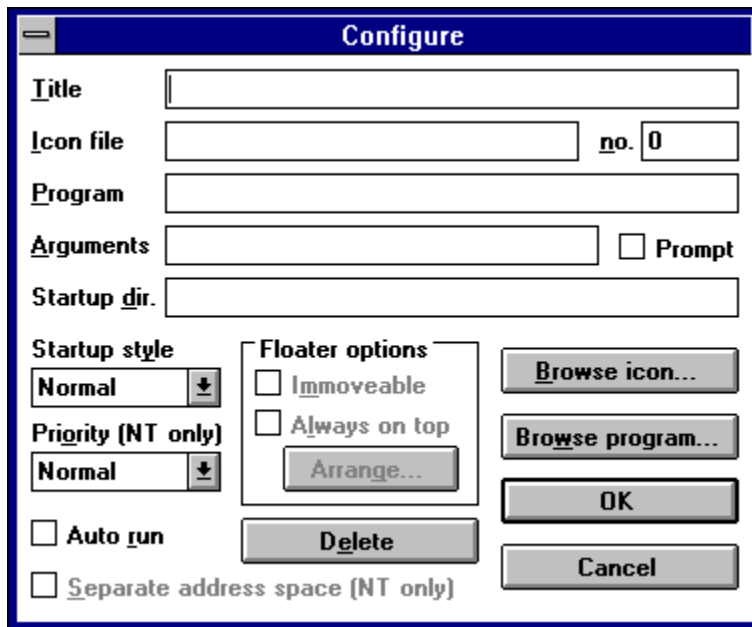 Configure
Title
Icon file no. 0
Program
Arguments Prompt
Startup dir.
Startup style
Normal
Priority (NT only)
Normal
Floater options
Immoveable
Always on top
Arrange...
Browse icon...
Browse program...
OK
Cancel
Auto run
Delete
Separate address space (NT only)